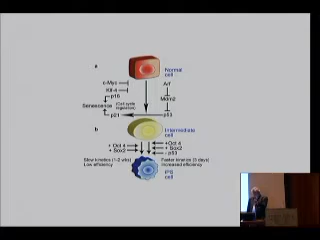 a
Normal
cell
c-Myc
Klf-4
Arf
p16
Mdm2
Senescence
(Cell cycle
regulation)
p21
p53
b
Intermediate
cell
+ Oct 4
+ Sox2
+ Oct 4
+ Sox2
- p53
Slow kinetics (1-2 wks)
Low efficiency
Faster kinetics (5 days)
Increased efficiency
iPS
cell